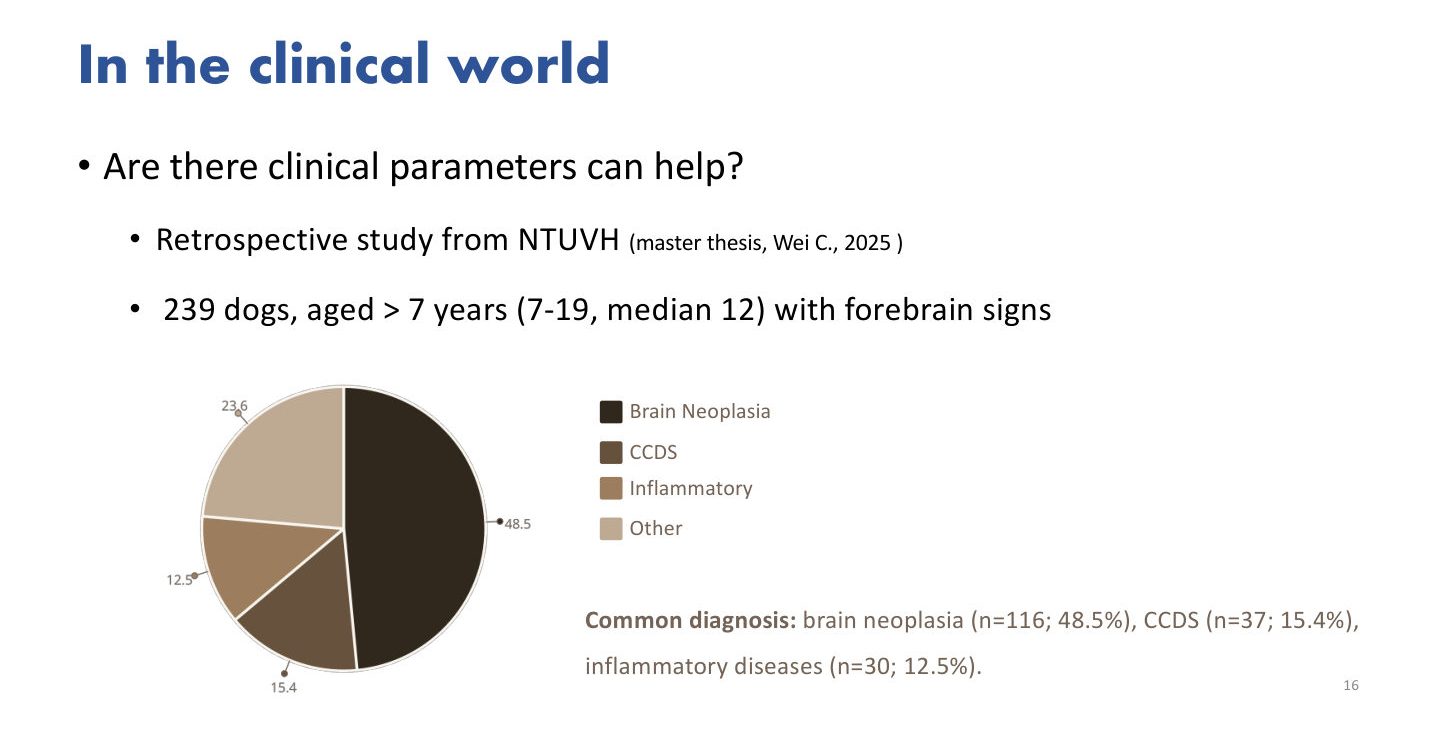 In the clinical world
• Are there clinical parameters can help?
• Retrospective study from NTUVH (master thesis, Wei C., 2025 )
• 239 dogs, aged > 7 years (7-19, median 12) with forebrain signs
23.6
48.5
12.5
15.4
Brain Neoplasia
CCDS
Inflammatory
Other
Common diagnosis: brain neoplasia (n=116; 48.5%), CCDS (n=37; 15.4%),
inflammatory diseases (n=30; 12.5%).
16